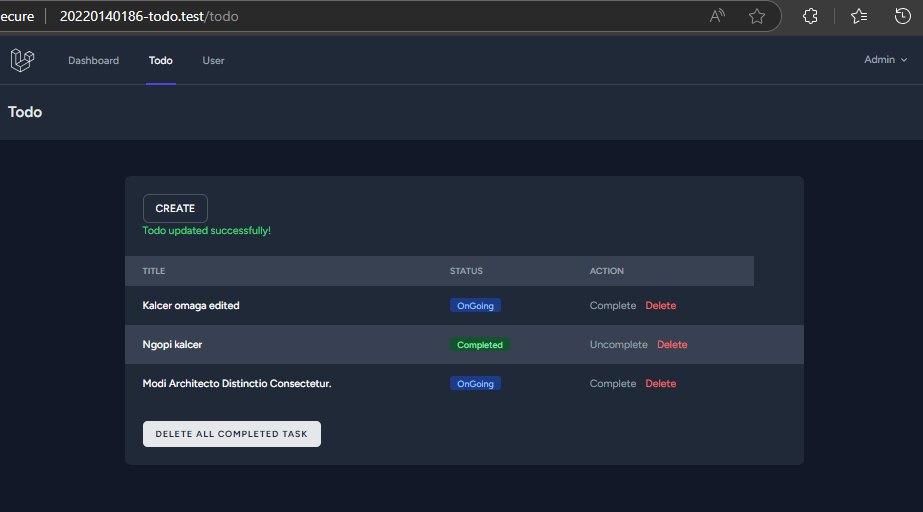 ecure 20220140186-todo.test/todo
Dashboard Todo User Admin
Todo
CREATE
Todo updated successfully!
TITLE STATUS ACTION
Kalcer omaga edited OnGoing Complete Delete
Ngopi kalcer Completed Uncomplete Delete
Modi Architecto Distinctio Consectetur. OnGoing Complete Delete
DELETE ALL COMPLETED TASK